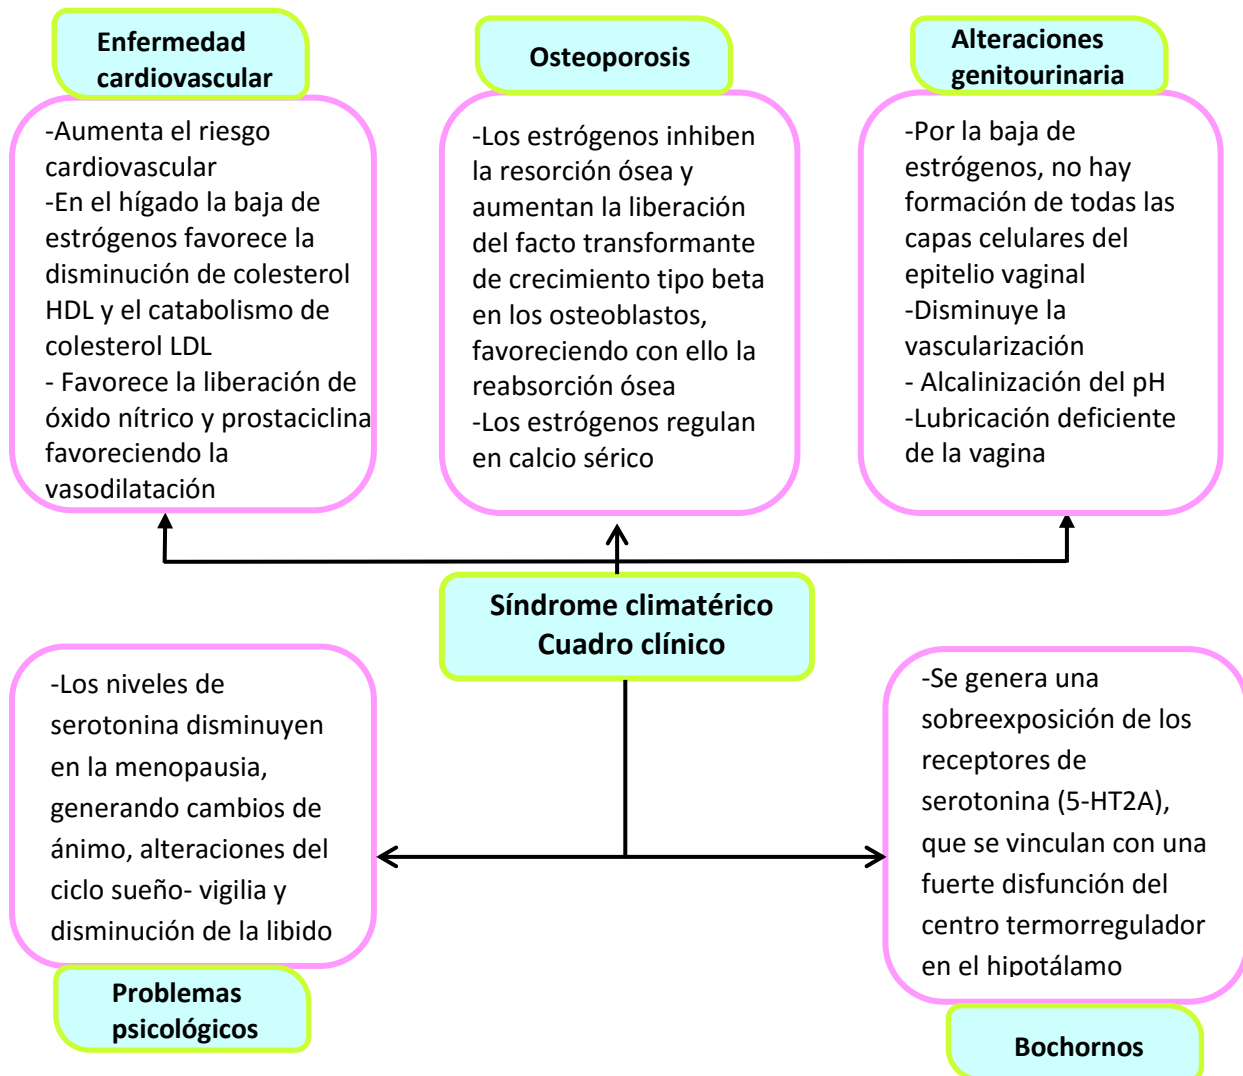 Enfermedad
cardiovascular
-Aumenta el riesgo
cardiovascular
-En el hígado la baja de
estrógenos favorece la
disminución de colesterol
HDL y el catabolismo de
colesterol LDL
- Favorece la liberación de
óxido nítrico y prostaciclina
favoreciendo la
vasodilatación
Osteoporosis
-Los estrógenos inhiben
la resorción ósea y
aumentan la liberación
del facto transformante
de crecimiento tipo beta
en los osteoblastos,
favoreciendo con ello la
reabsorción ósea
-Los estrógenos regulan
en calcio sérico
Alteraciones
genitourinaria
-Por la baja de
estrógenos, no hay
formación de todas las
capas celulares del
epitelio vaginal
-Disminuye la
vascularización
- Alcalinización del pH
-Lubricación deficiente
de la vagina
Síndrome climatérico
Cuadro clínico
-Los niveles de
serotonina disminuyen
en la menopausia,
generando cambios de
ánimo, alteraciones del
ciclo sueño- vigilia y
disminución de la libido
Problemas
psicológicos
-Se genera una
sobreexposición de los
receptores de
serotonina (5-HT2A),
que se vinculan con una
fuerte disfunción del
centro termorregulador
en el hipotálamo
Bochornos